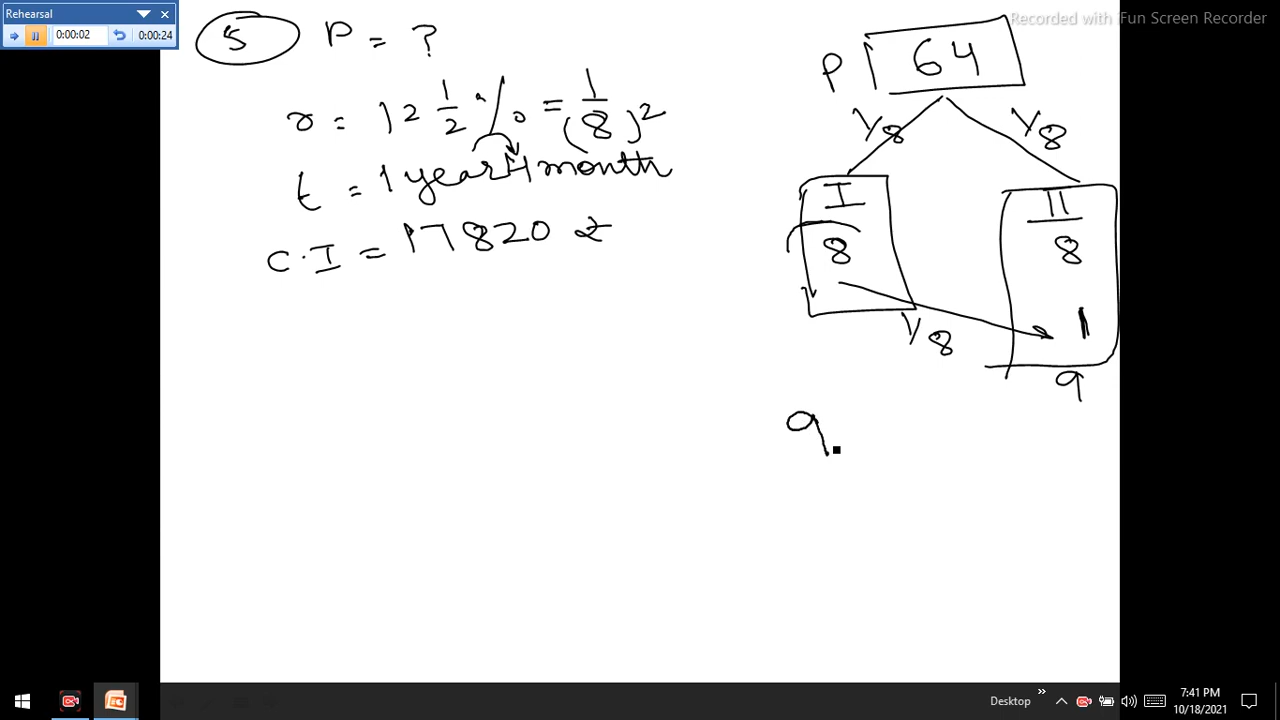 Rehearsal
0:00:02
0:00:24
Recorded with iFun Screen Recorder
5 P = ?
r = 12 1/2 % = 1/(8)2
t = 1 year 4 month
C.I = 17820 ₹
P 64
1/8 1/8
I II
8 8
1/8 1
9
9
Desktop
7:41 PM
10/18/2021